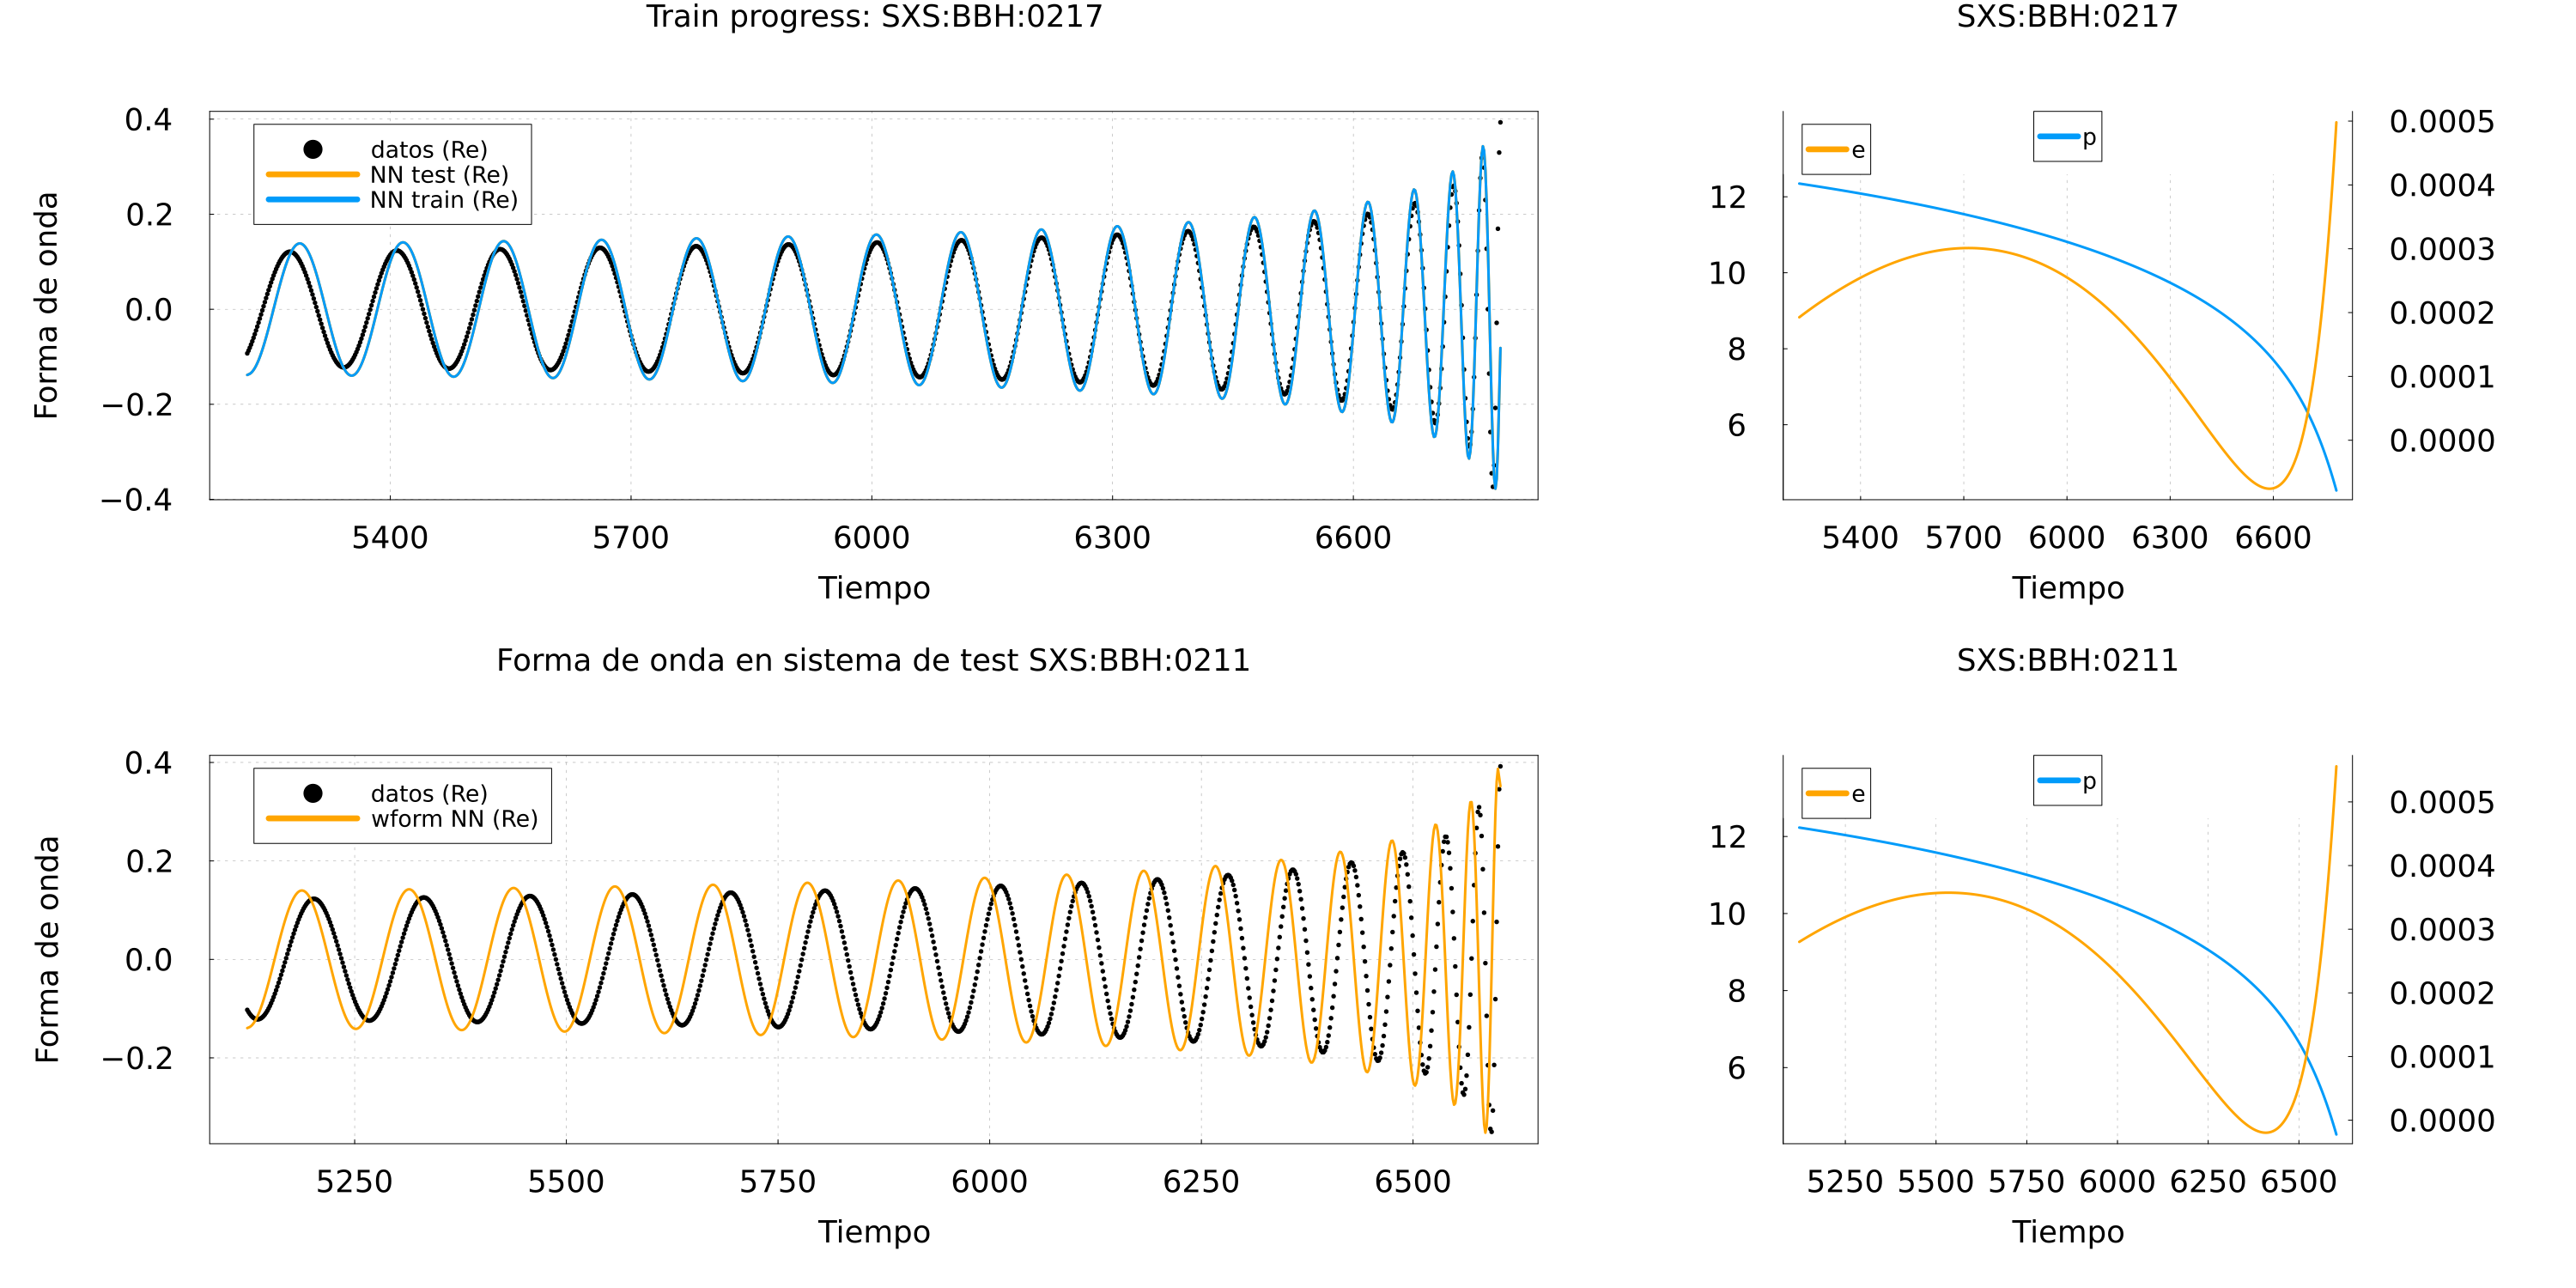 Train progress: SXS:BBH:0217
Forma de onda
0.4
0.2
0.0
−0.2
−0.4
datos (Re)
NN test (Re)
NN train (Re)
5400 5700 6000 6300 6600
Tiempo
SXS:BBH:0217
12
10
8
6
e
p
0.0005
0.0004
0.0003
0.0002
0.0001
0.0000
5400 5700 6000 6300 6600
Tiempo
Forma de onda en sistema de test SXS:BBH:0211
Forma de onda
0.4
0.2
0.0
−0.2
datos (Re)
wform NN (Re)
5250 5500 5750 6000 6250 6500
Tiempo
SXS:BBH:0211
12
10
8
6
e
p
0.0005
0.0004
0.0003
0.0002
0.0001
0.0000
5250 5500 5750 6000 6250 6500
Tiempo